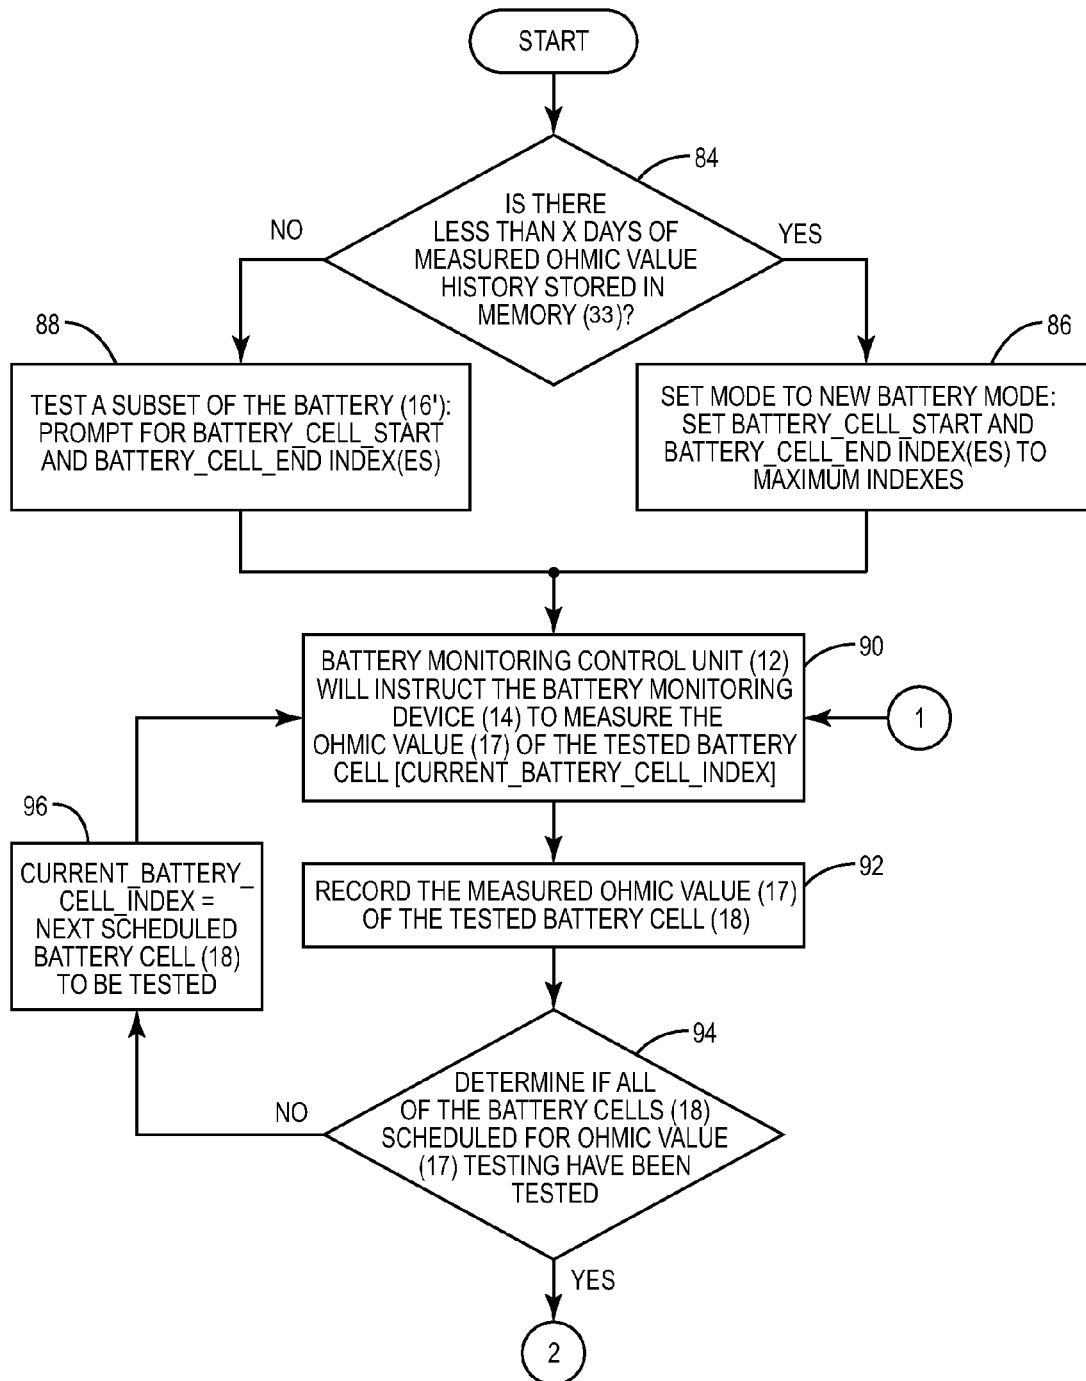 START
84
IS THERE
LESS THAN X DAYS OF
MEASURED OHMIC VALUE
HISTORY STORED IN
MEMORY (33)?
NO
YES
88
86
TEST A SUBSET OF THE BATTERY (16'):
PROMPT FOR BATTERY_CELL_START
AND BATTERY_CELL_END INDEX(ES)
SET MODE TO NEW BATTERY MODE:
SET BATTERY_CELL_START AND
BATTERY_CELL_END INDEX(ES) TO
MAXIMUM INDEXES
90
BATTERY MONITORING CONTROL UNIT (12)
WILL INSTRUCT THE BATTERY MONITORING
DEVICE (14) TO MEASURE THE
OHMIC VALUE (17) OF THE TESTED BATTERY
CELL [CURRENT_BATTERY_CELL_INDEX]
1
96
CURRENT_BATTERY_
CELL_INDEX =
NEXT SCHEDULED
BATTERY CELL (18)
TO BE TESTED
92
RECORD THE MEASURED OHMIC VALUE (17)
OF THE TESTED BATTERY CELL (18)
94
DETERMINE IF ALL
OF THE BATTERY CELLS (18)
SCHEDULED FOR OHMIC VALUE
(17) TESTING HAVE BEEN
TESTED
NO
YES
2